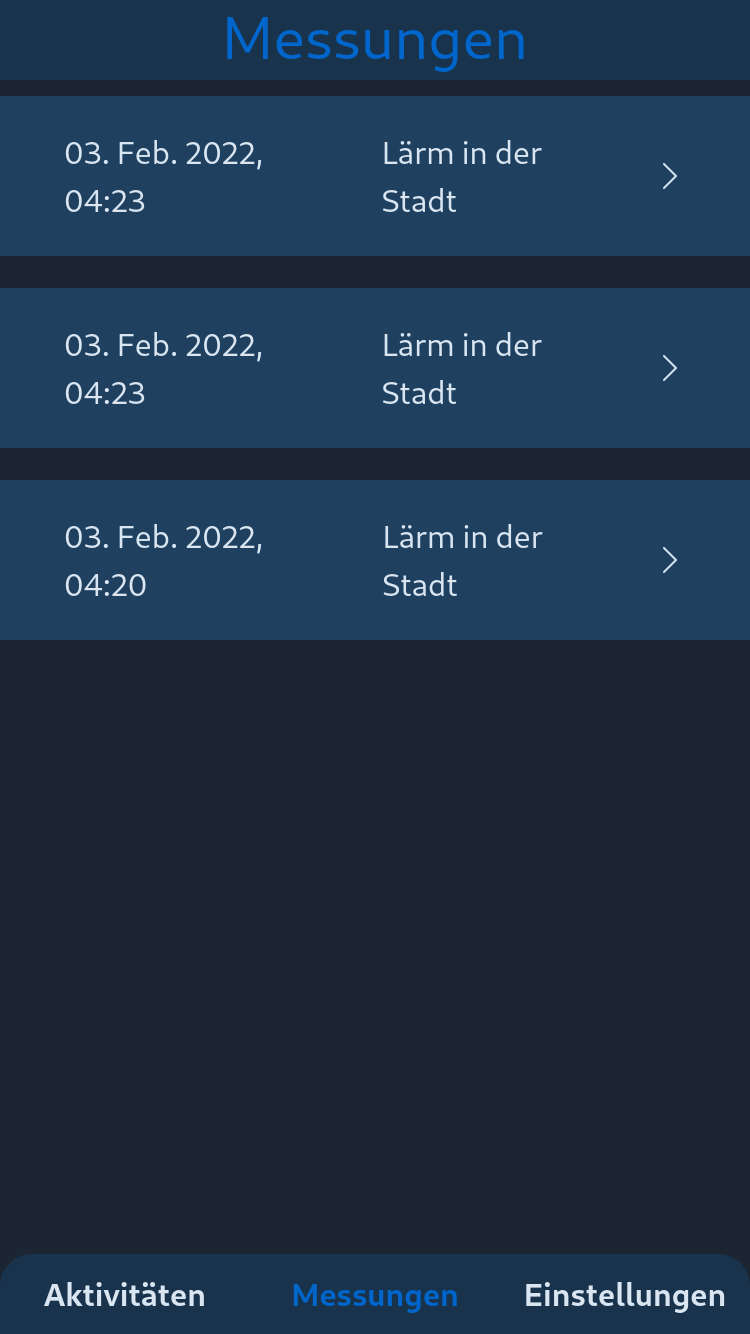 Messungen
03. Feb. 2022,
04:23
Lärm in der
Stadt
03. Feb. 2022,
04:23
Lärm in der
Stadt
03. Feb. 2022,
04:20
Lärm in der
Stadt
Aktivitäten
Messungen
Einstellungen